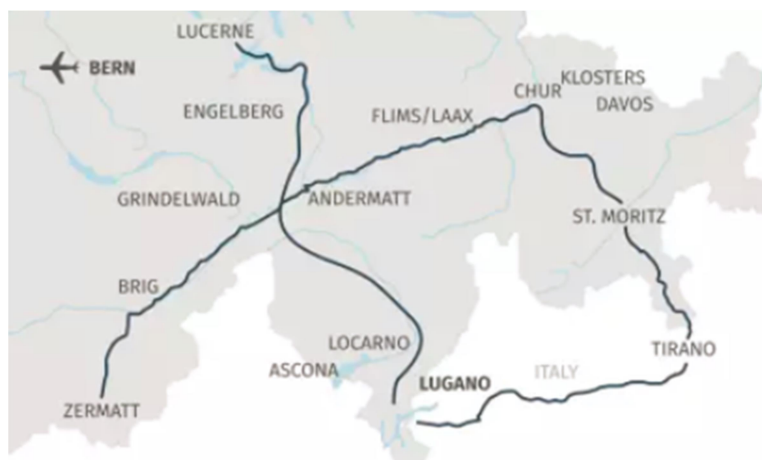 LUCERNE
BERN
KLOSTERS
CHUR
DAVOS
ENGELBERG
FLIMS/LAAX
GRINDELWALD
ANDERMATT
ST. MORITZ
BRIG
LOCARNO
TIRANO
ASCONA
LUGANO
ITALY
ZERMATT